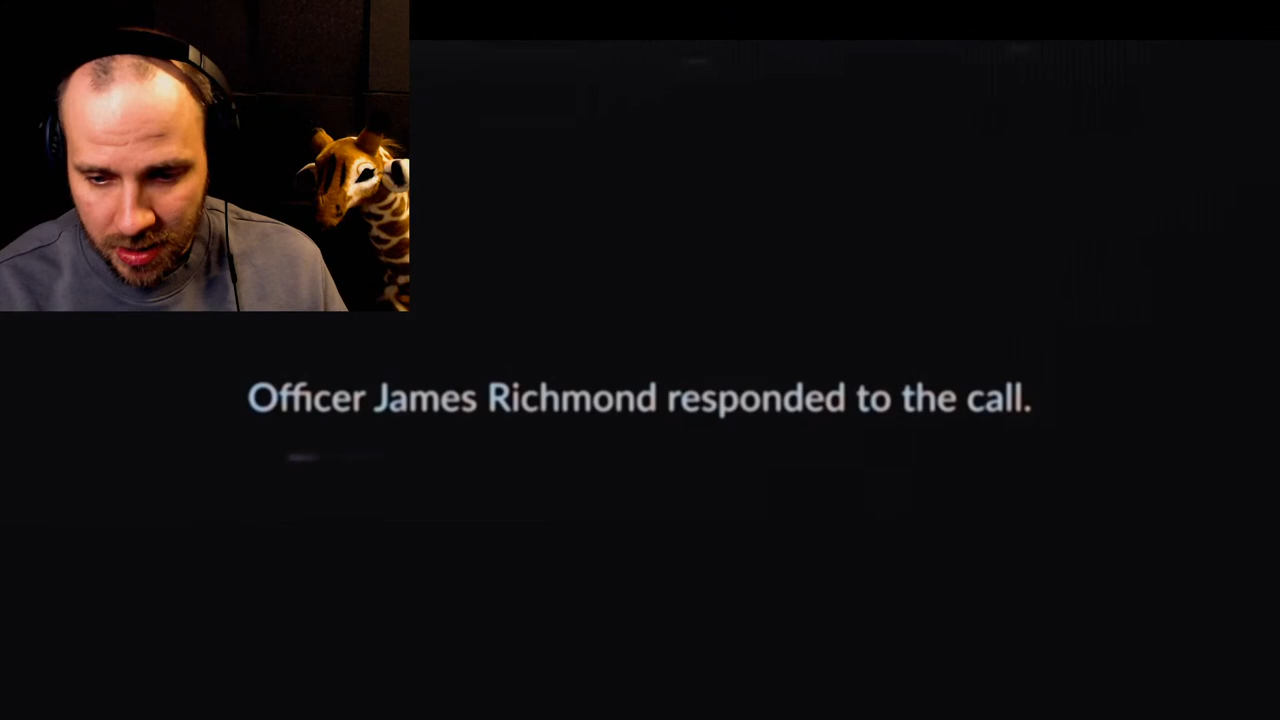 Officer James Richmond responded to the call.